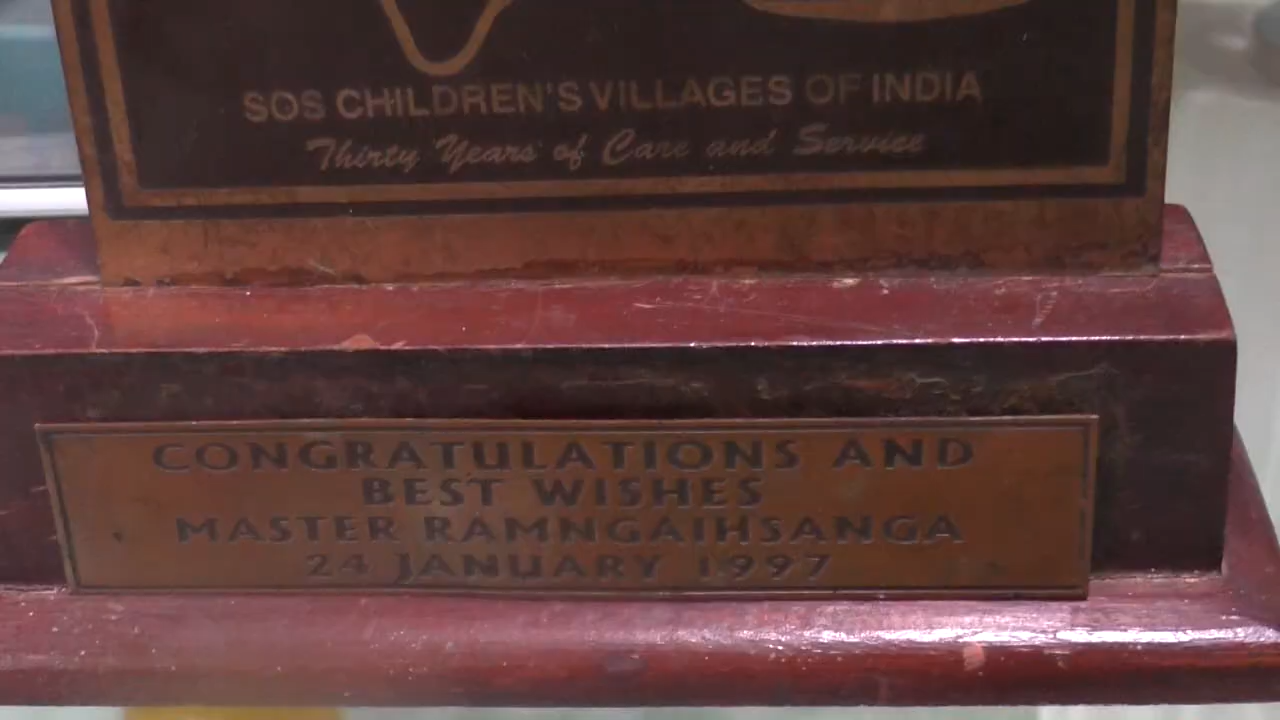 SOS CHILDREN'S VILLAGES OF INDIA
Thirty Years of Care and Service
CONGRATULATIONS AND
BEST WISHES
MASTER RAMNGAIHSANGA
24 JANUARY 1997